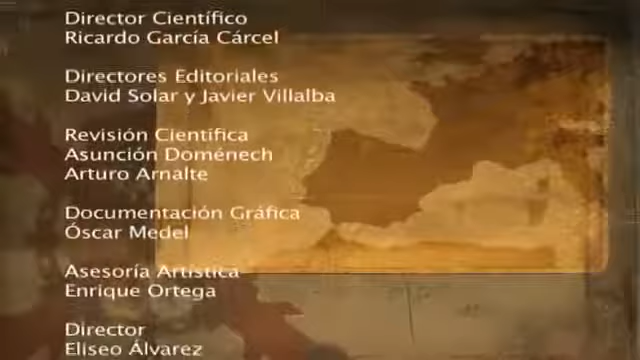 Director Científico
Ricardo García Cárcel
Directores Editoriales
David Solar y Javier Villalba
Revisión Científica
Asunción Doménech
Arturo Arnalte
Documentación Gráfica
Óscar Medel
Asesoría Artística
Enrique Ortega
Director
Eliseo Álvarez